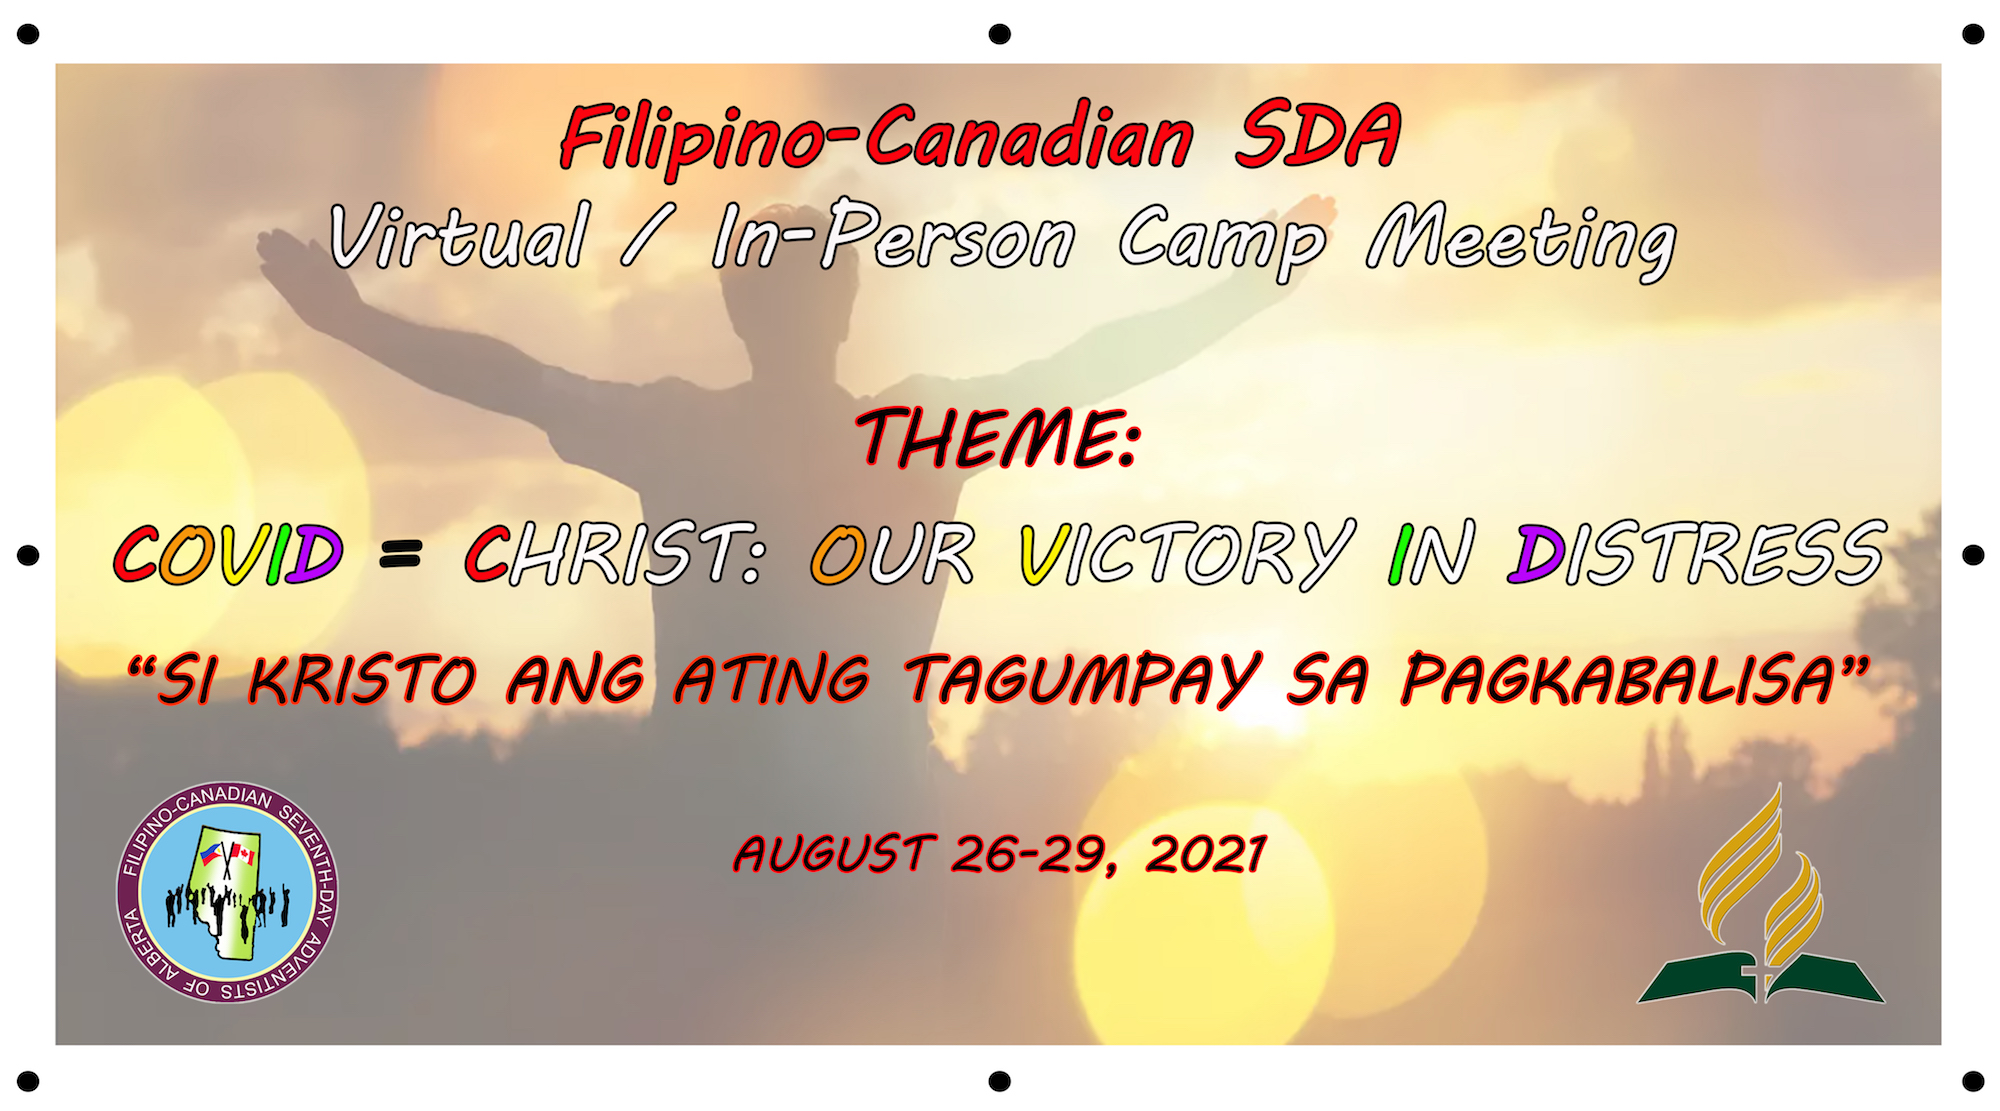 Filipino-Canadian SDA
Virtual / In-Person Camp Meeting
THEME:
COVID = CHRIST: OUR VICTORY IN DISTRESS
“SI KRISTO ANG ATING TAGUMPAY SA PAGKABALISA”
AUGUST 26-29, 2021
FILIPINO-CANADIAN SEVENTH-DAY ADVENTISTS OF ALBERTA